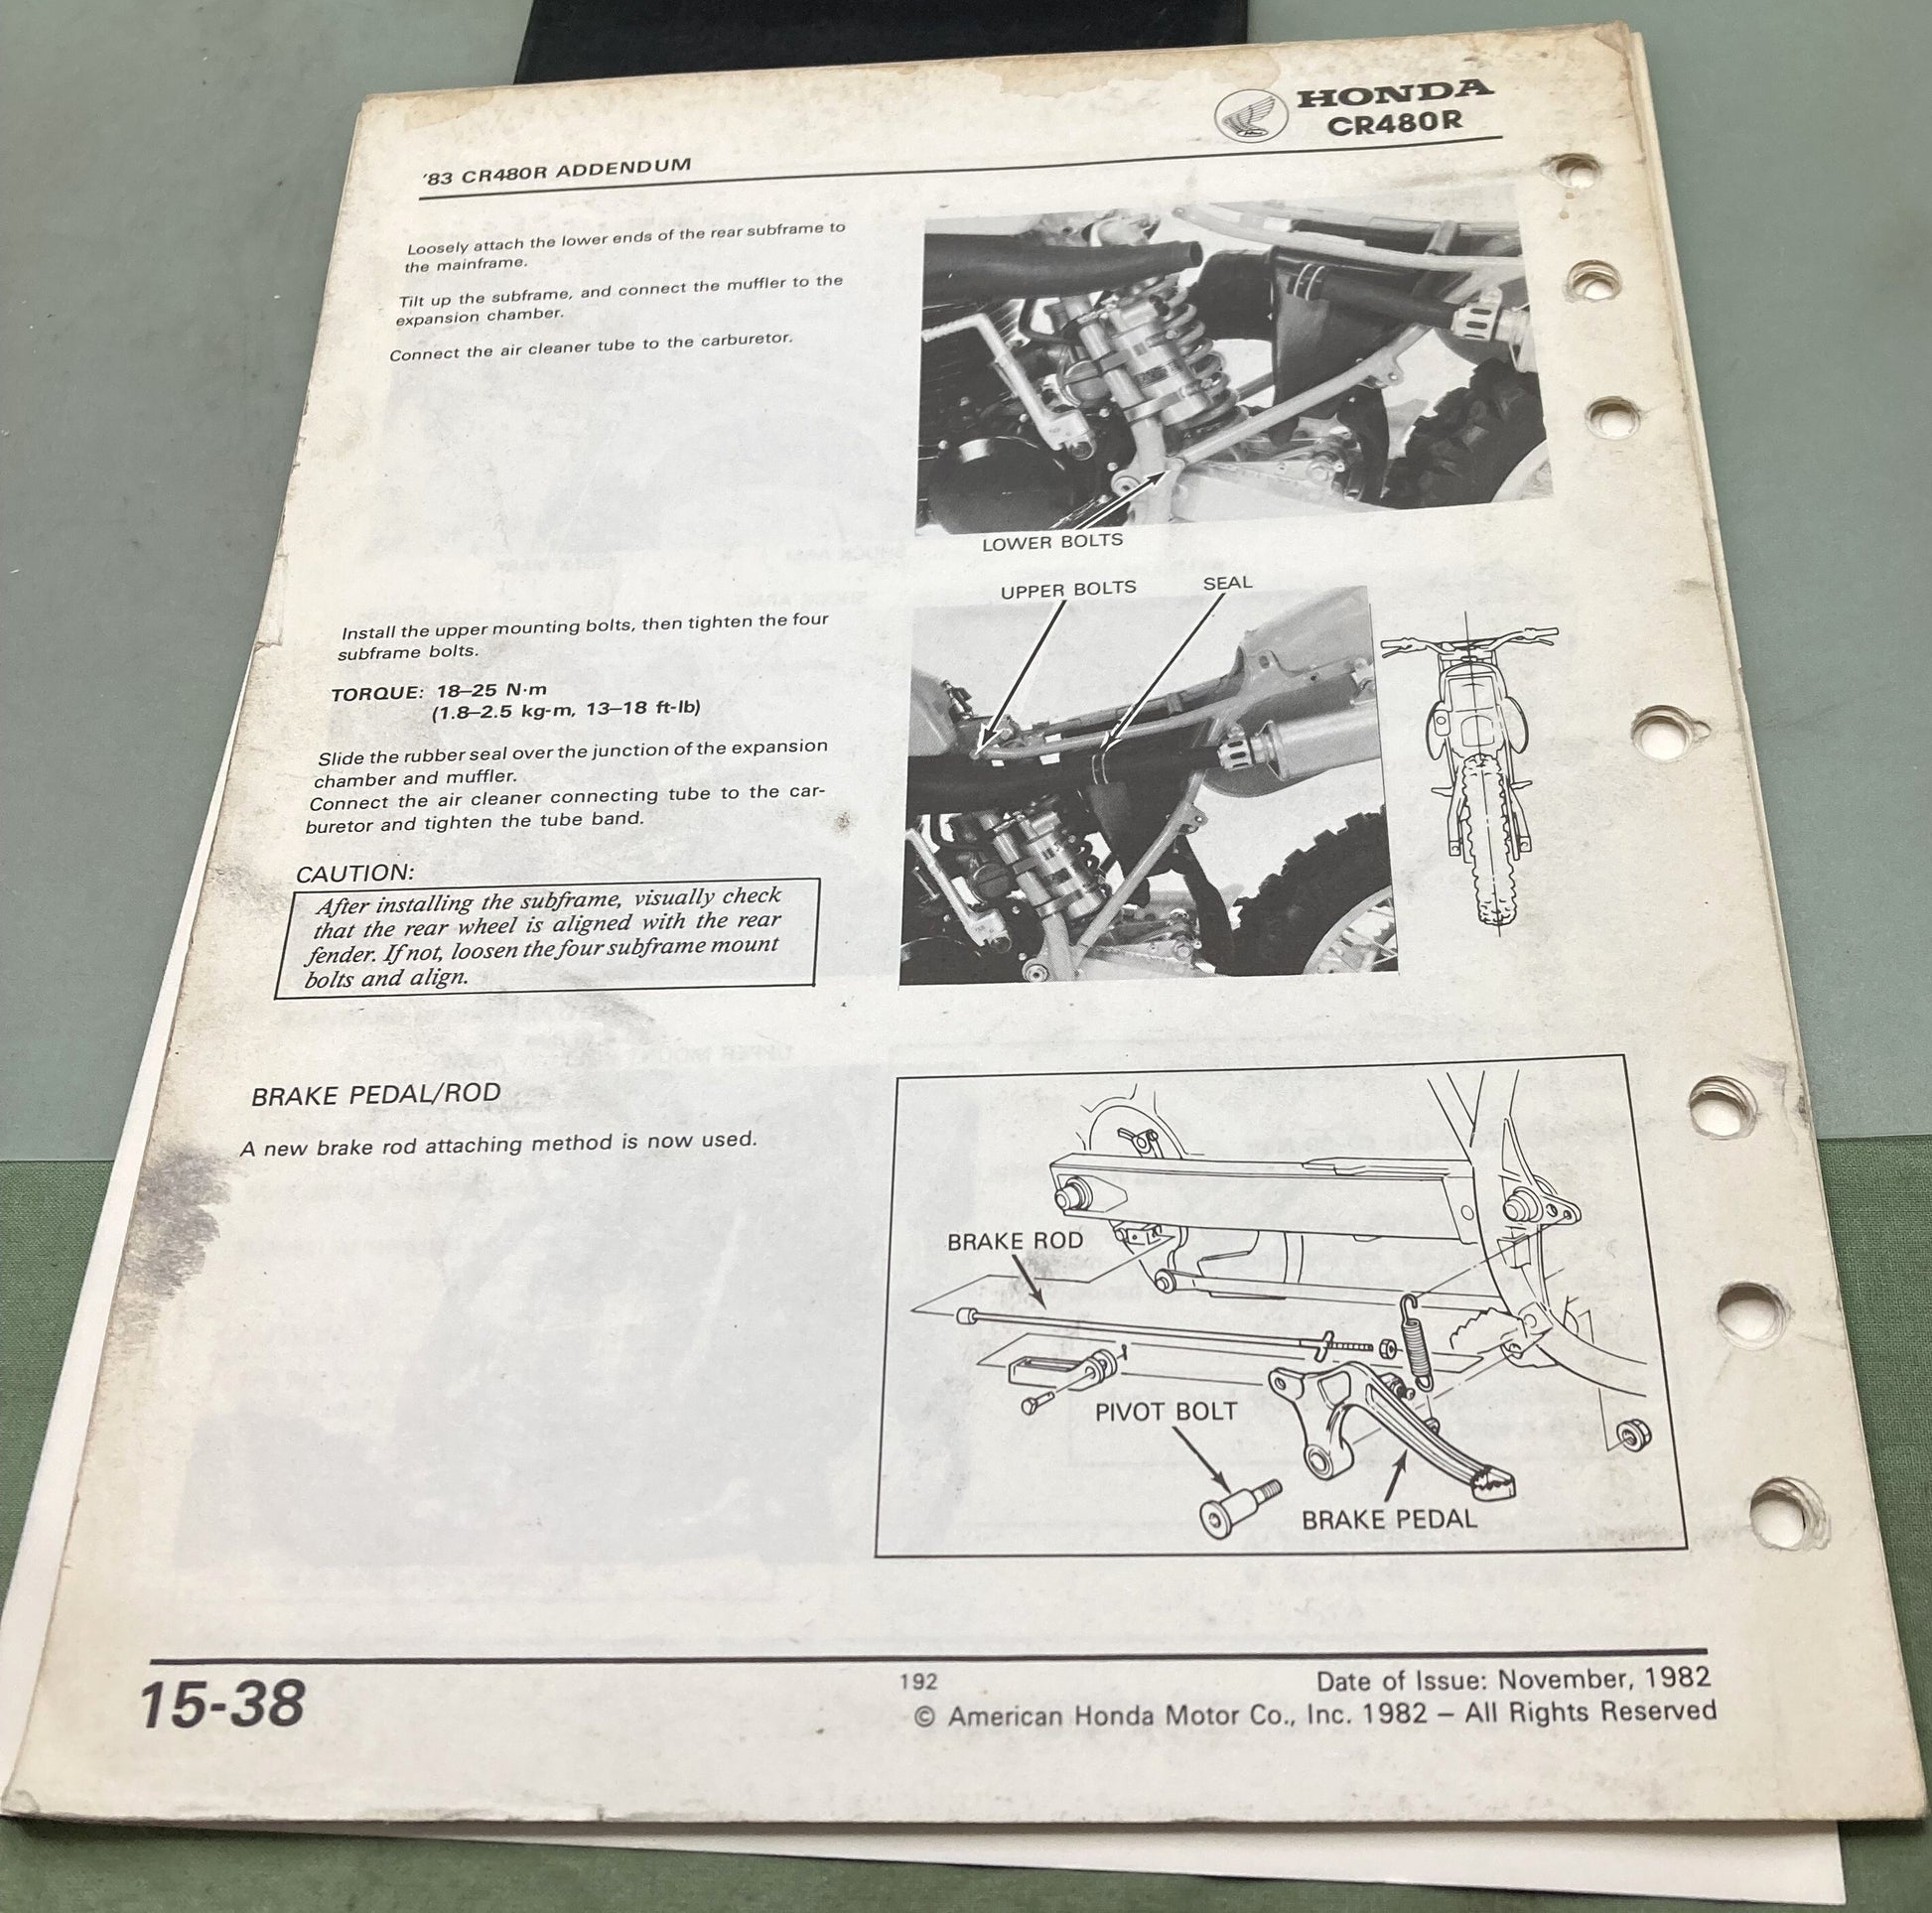 HONDA
CR480R
'83 CR480R ADDENDUM
Loosely attach the lower ends of the rear subframe to
the mainframe.
Tilt up the subframe, and connect the muffler to the
expansion chamber.
Connect the air cleaner tube to the carburetor.
LOWER BOLTS
UPPER BOLTS
SEAL
Install the upper mounting bolts, then tighten the four
subframe bolts.
TORQUE: 18–25 N·m
(1.8–2.5 kg-m, 13–18 ft-lb)
Slide the rubber seal over the junction of the expansion
chamber and muffler.
Connect the air cleaner connecting tube to the car-
buretor and tighten the tube band.
CAUTION:
After installing the subframe, visually check
that the rear wheel is aligned with the rear
fender. If not, loosen the four subframe mount
bolts and align.
BRAKE PEDAL/ROD
A new brake rod attaching method is now used.
BRAKE ROD
PIVOT BOLT
BRAKE PEDAL
15-38
192
Date of Issue: November, 1982
© American Honda Motor Co., Inc. 1982 – All Rights Reserved